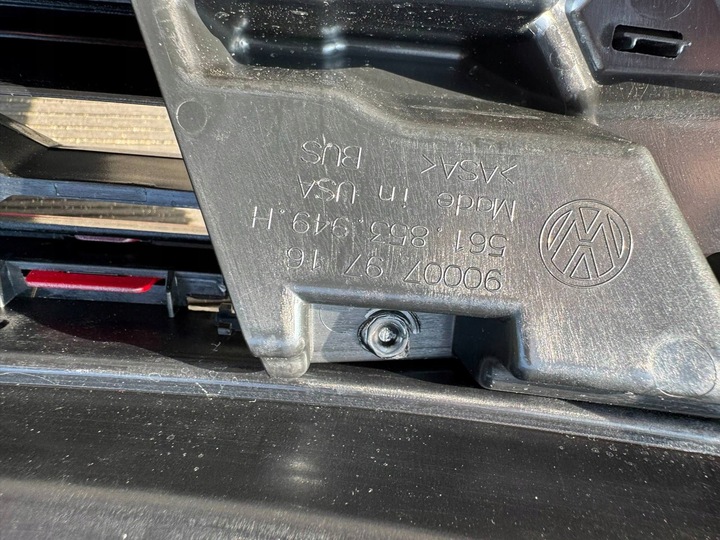 90007 97 16
561.853.949.H
Made in USA
>ASA< BUS